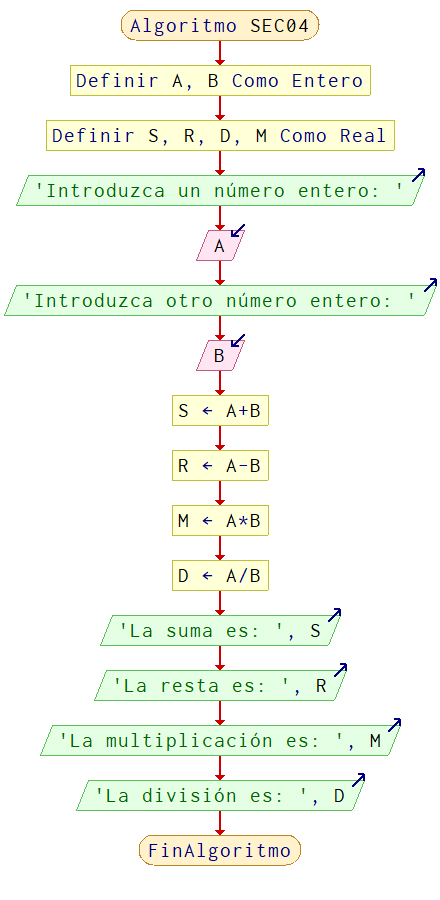 Algoritmo SEC04
Definir A, B Como Entero
Definir S, R, D, M Como Real
'Introduzca un número entero: '
A
'Introduzca otro número entero: '
B
S ← A+B
R ← A-B
M ← A*B
D ← A/B
'La suma es: ', S
'La resta es: ', R
'La multiplicación es: ', M
'La división es: ', D
FinAlgoritmo